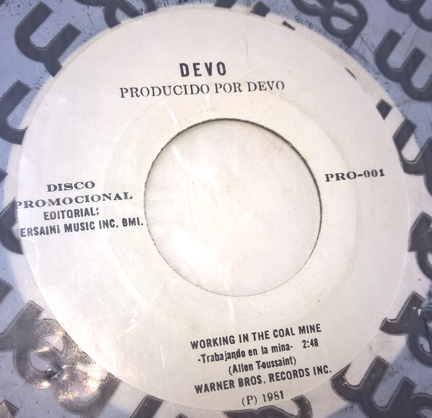 DEVO
PRODUCIDO POR DEVO
DISCO
PROMOCIONAL
EDITORIAL:
ERSAINI MUSIC INC. BMI.
PRO-001
WORKING IN THE COAL MINE
-Trabajando en la mina- 2:48
(Allen Toussaint)
WARNER BROS. RECORDS INC.
(P) 1981